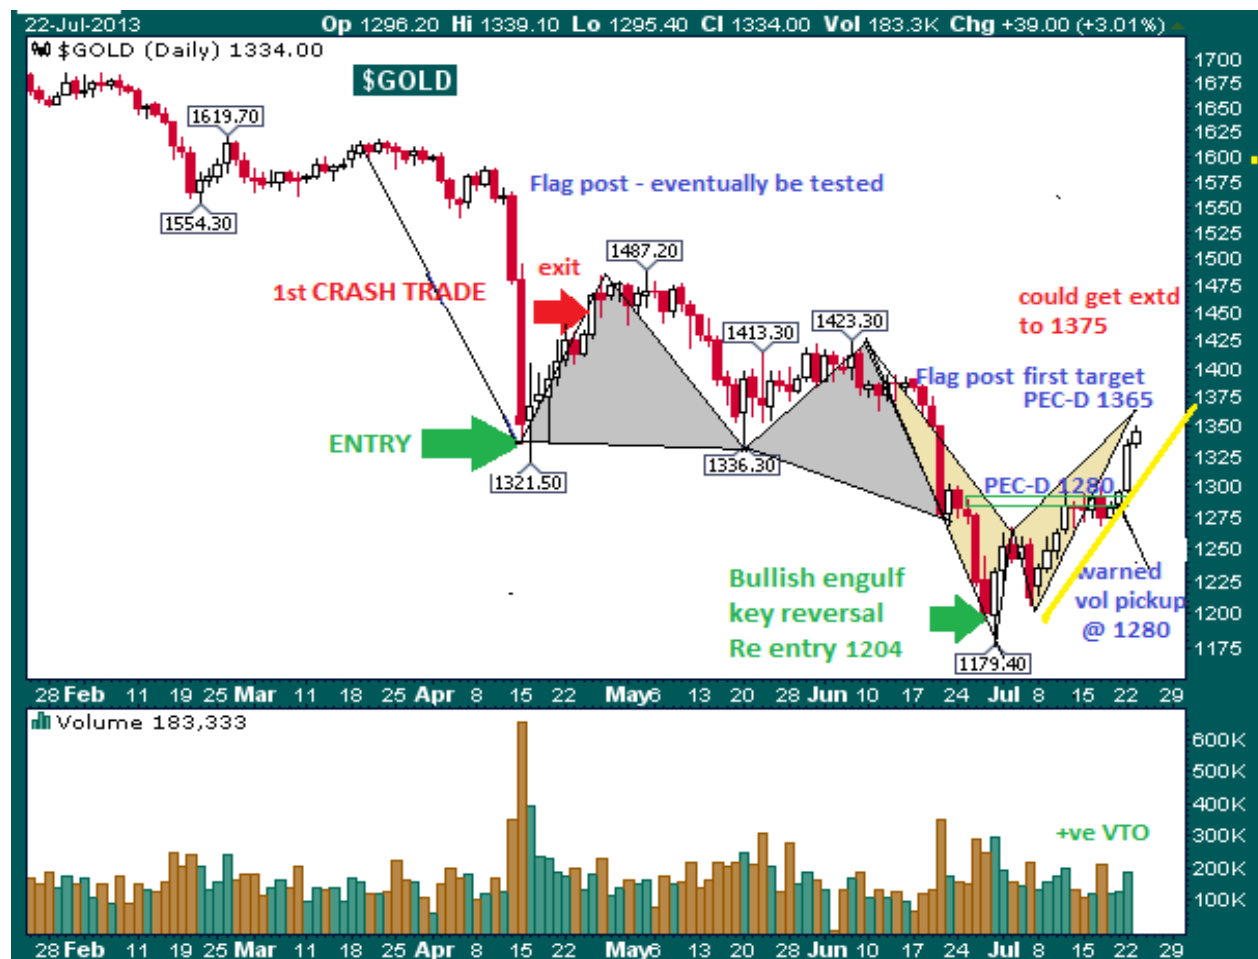 22-Jul-2013 Op 1296.20 Hi 1339.10 Lo 1295.40 Cl 1334.00 Vol 183.3K Chg +39.00 (+3.01%)
$GOLD (Daily) 1334.00
$GOLD
1619.70
1554.30
Flag post - eventually be tested
1487.20
exit
1st CRASH TRADE
could get extd
to 1375
1413.30
1423.30
Flag post first target
PEC-D 1365
ENTRY
1321.50
1336.30
PEC-D 1280
Bullish engulf
key reversal
Re entry 1204
warned
vol pickup
@ 1280
1179.40
1700
1675
1650
1625
1600
1575
1550
1525
1500
1475
1450
1425
1400
1375
1350
1325
1300
1275
1250
1225
1200
1175
28 Feb 11 19 25 Mar 11 18 25 Apr 8 15 22 May6 13 20 28 Jun 10 17 24 Jul 8 15 22 29
Volume 183,333
+ve VTO
600K
500K
400K
300K
200K
100K
28 Feb 11 19 25 Mar 11 18 25 Apr 8 15 22 May6 13 20 28 Jun 10 17 24 Jul 8 15 22 29